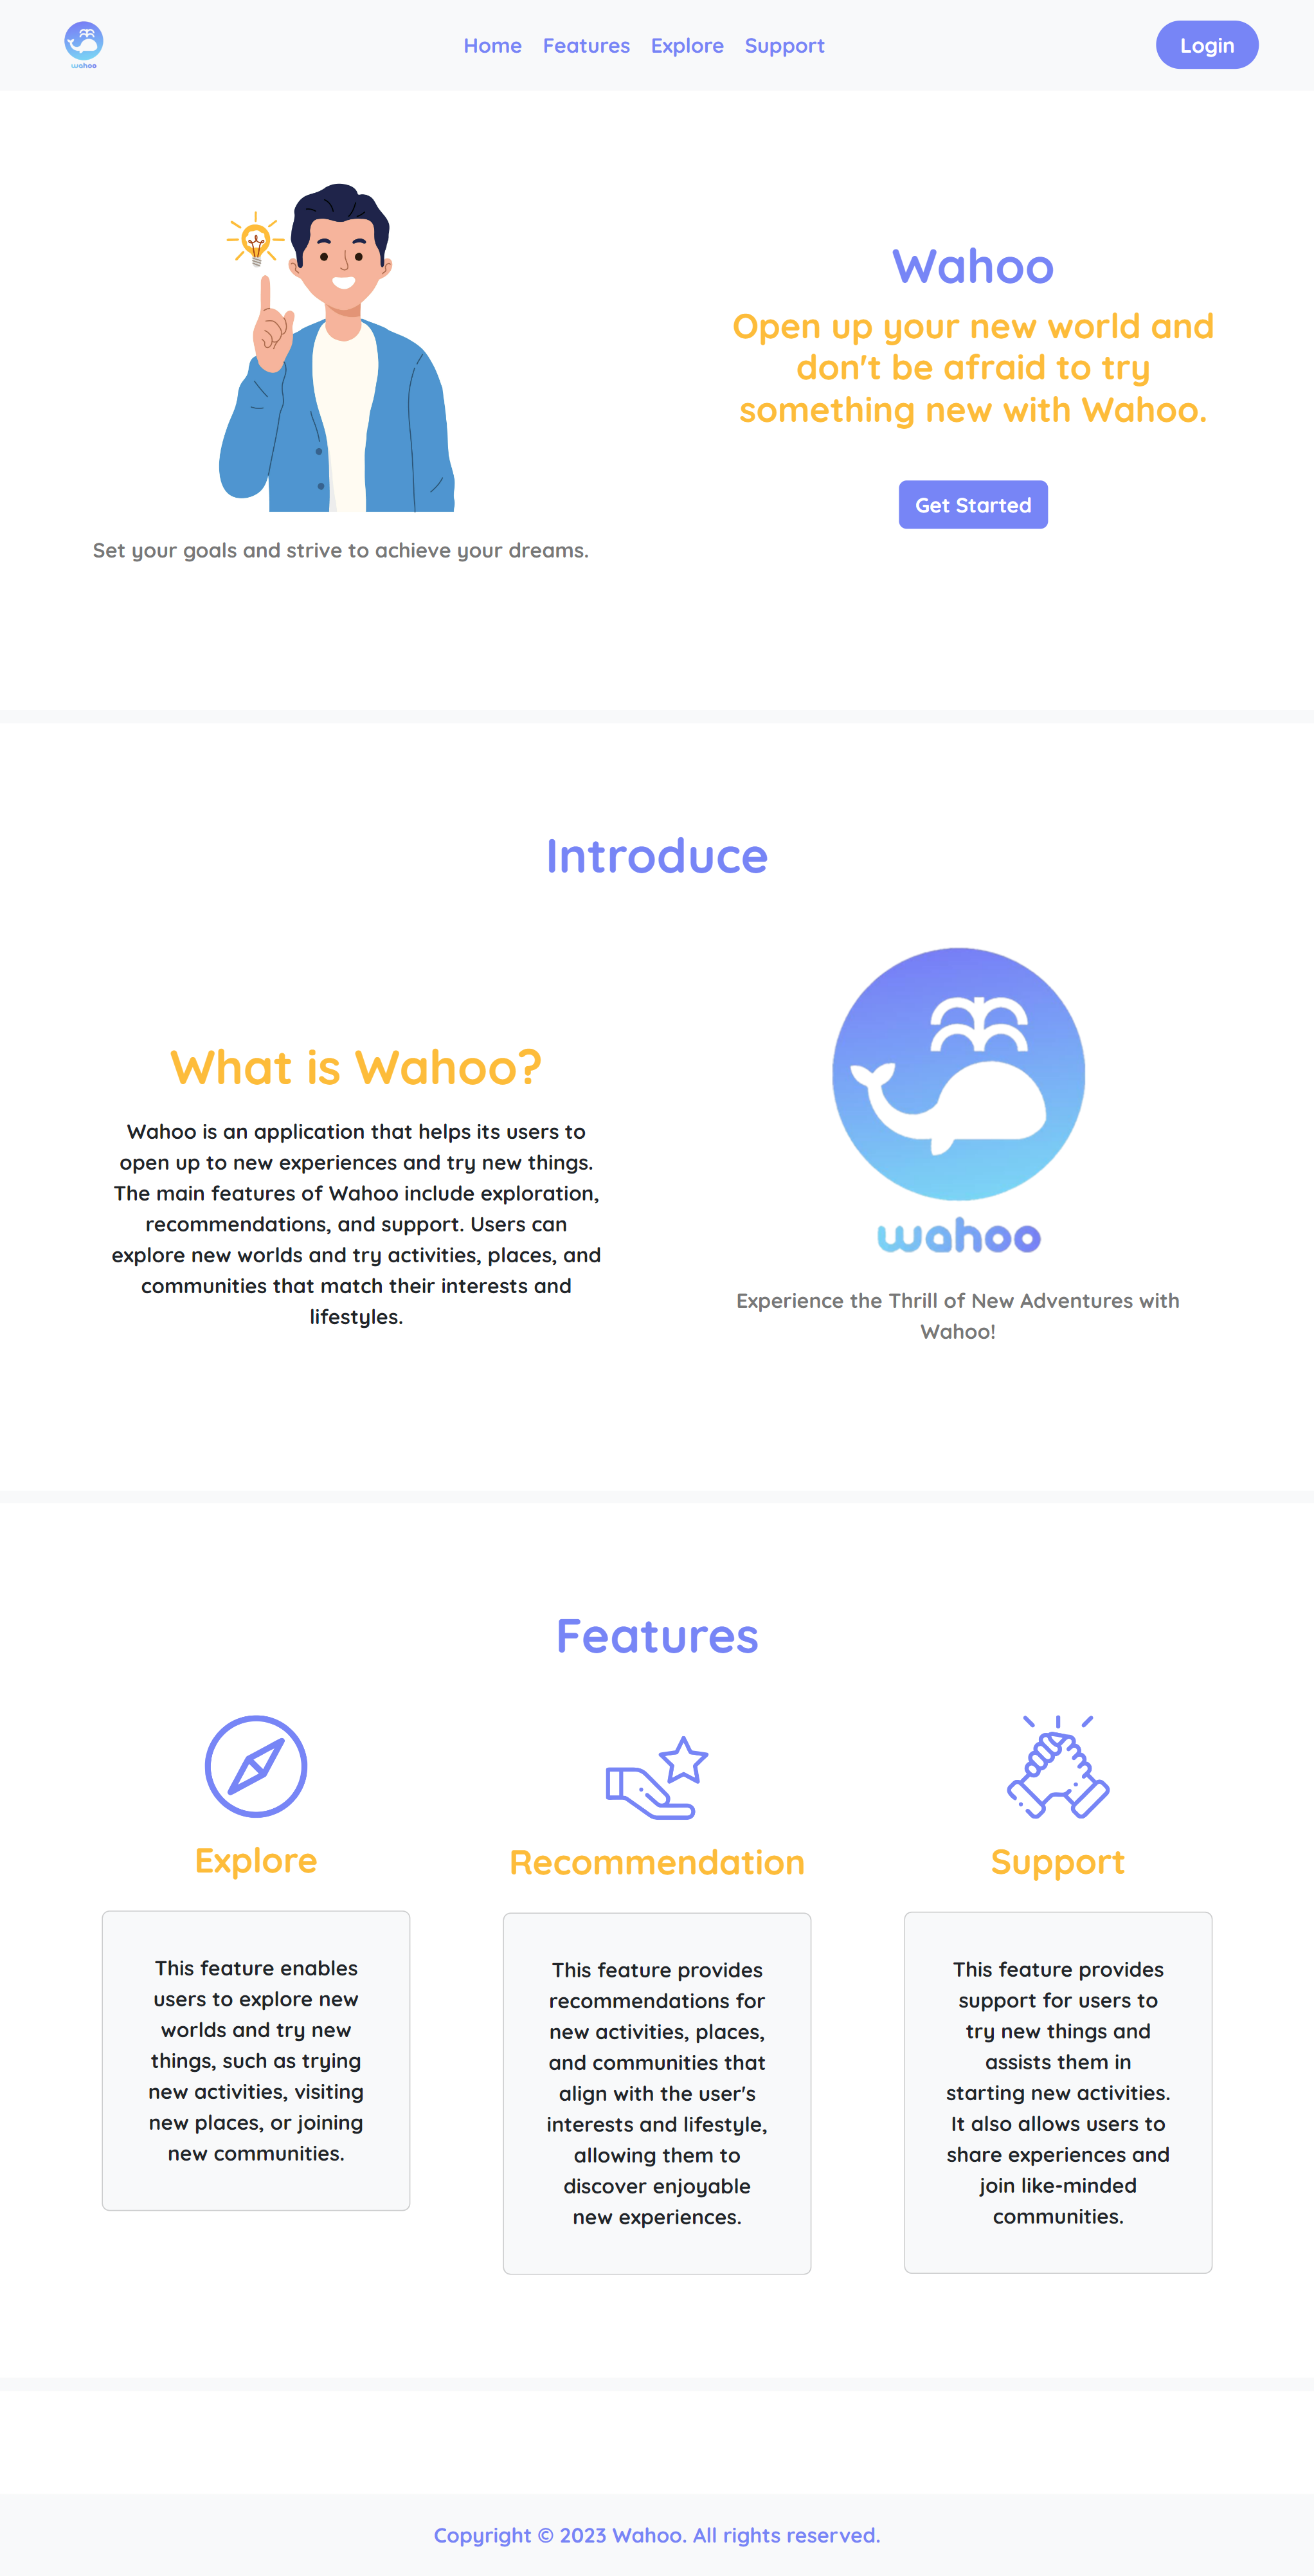 wahoo
Home Features Explore Support
Login
Wahoo
Open up your new world and
don't be afraid to try
something new with Wahoo.
Get Started
Set your goals and strive to achieve your dreams.
Introduce
What is Wahoo?
Wahoo is an application that helps its users to
open up to new experiences and try new things.
The main features of Wahoo include exploration,
recommendations, and support. Users can
explore new worlds and try activities, places, and
communities that match their interests and
lifestyles.
wahoo
Experience the Thrill of New Adventures with
Wahoo!
Features
Explore
This feature enables
users to explore new
worlds and try new
things, such as trying
new activities, visiting
new places, or joining
new communities.
Recommendation
This feature provides
recommendations for
new activities, places,
and communities that
align with the user's
interests and lifestyle,
allowing them to
discover enjoyable
new experiences.
Support
This feature provides
support for users to
try new things and
assists them in
starting new activities.
It also allows users to
share experiences and
join like-minded
communities.
Copyright © 2023 Wahoo. All rights reserved.